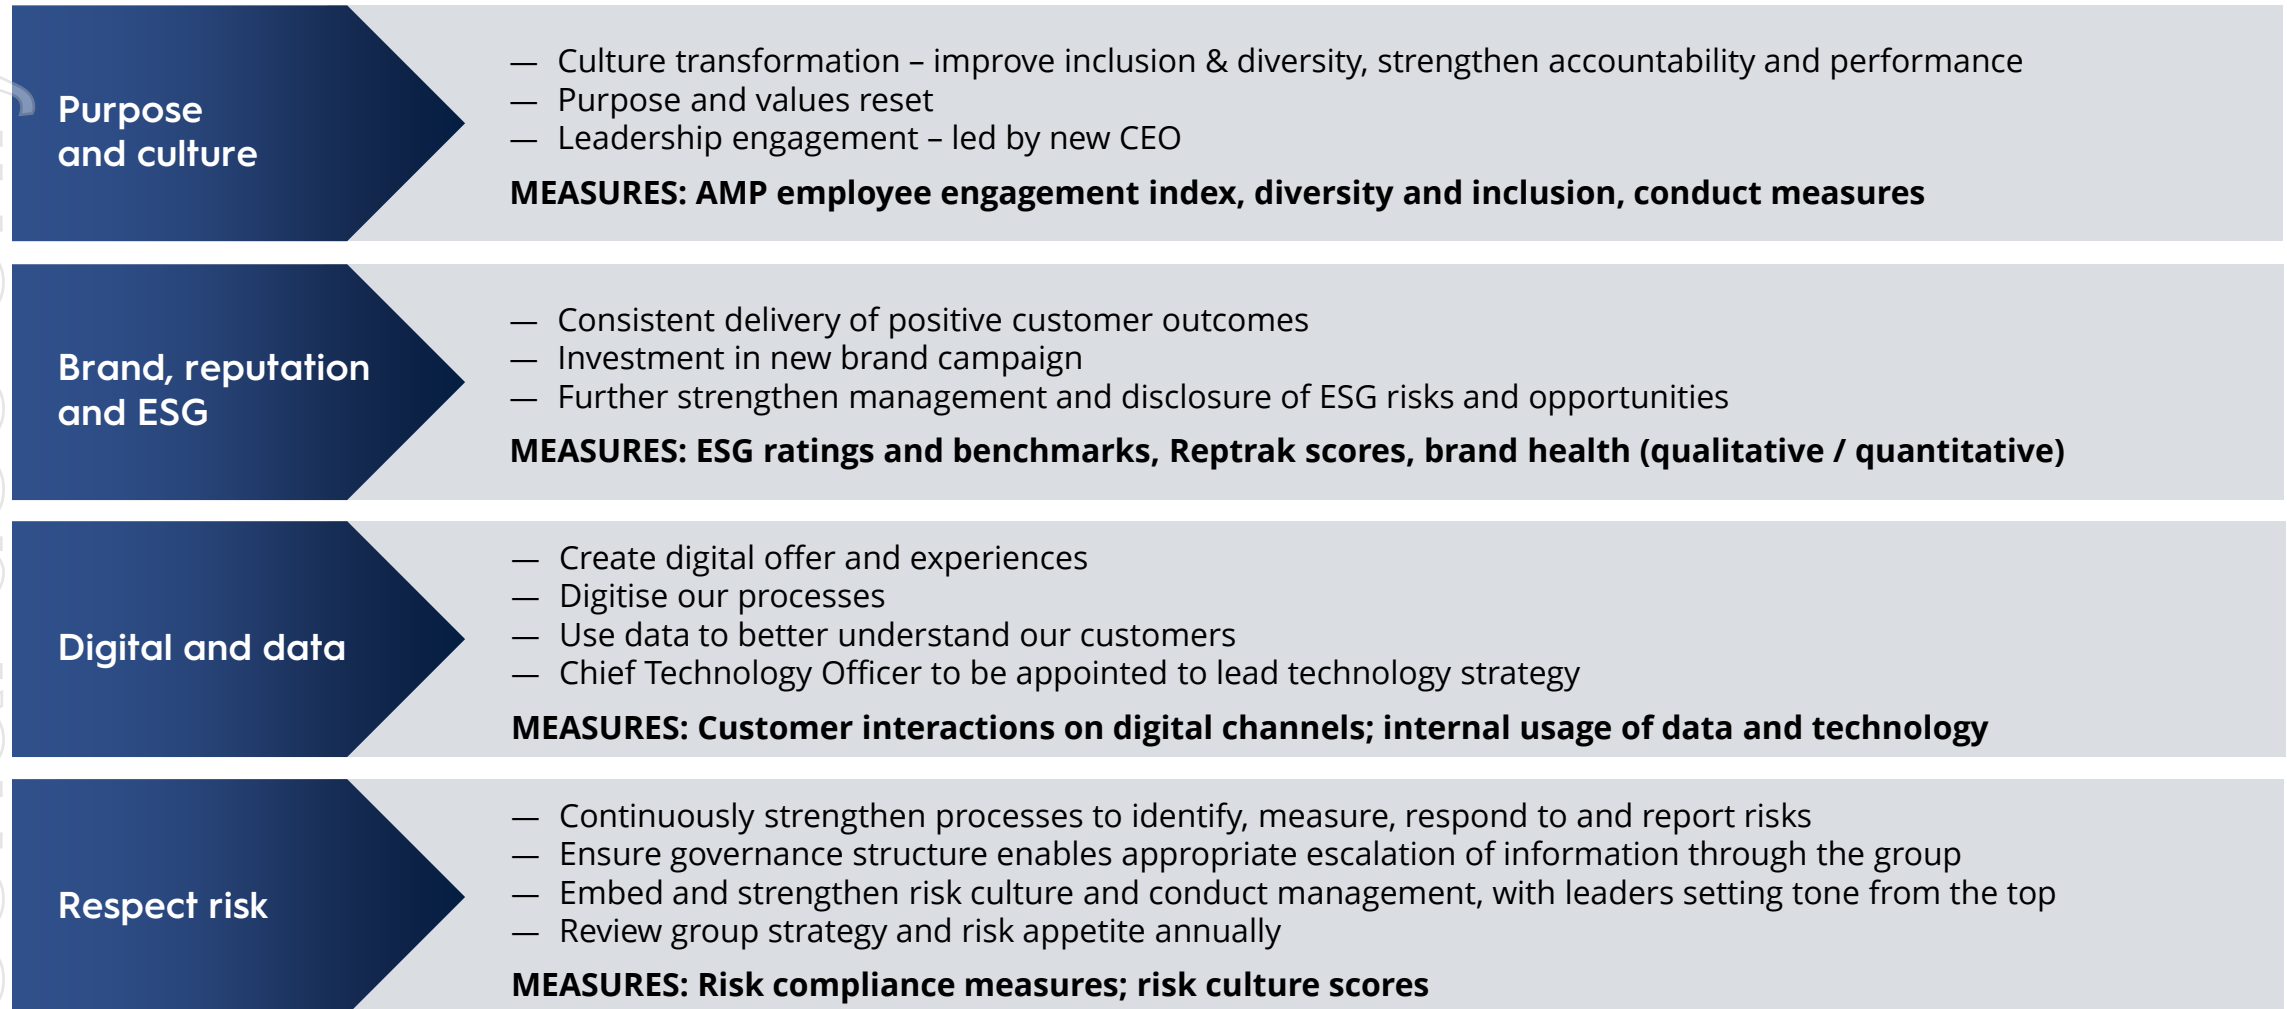 Purpose
and culture
— Culture transformation – improve inclusion & diversity, strengthen accountability and performance
— Purpose and values reset
— Leadership engagement – led by new CEO
MEASURES: AMP employee engagement index, diversity and inclusion, conduct measures
Brand, reputation
and ESG
— Consistent delivery of positive customer outcomes
— Investment in new brand campaign
— Further strengthen management and disclosure of ESG risks and opportunities
MEASURES: ESG ratings and benchmarks, Reptrak scores, brand health (qualitative / quantitative)
Digital and data
— Create digital offer and experiences
— Digitise our processes
— Use data to better understand our customers
— Chief Technology Officer to be appointed to lead technology strategy
MEASURES: Customer interactions on digital channels; internal usage of data and technology
Respect risk
— Continuously strengthen processes to identify, measure, respond to and report risks
— Ensure governance structure enables appropriate escalation of information through the group
— Embed and strengthen risk culture and conduct management, with leaders setting tone from the top
— Review group strategy and risk appetite annually
MEASURES: Risk compliance measures; risk culture scores